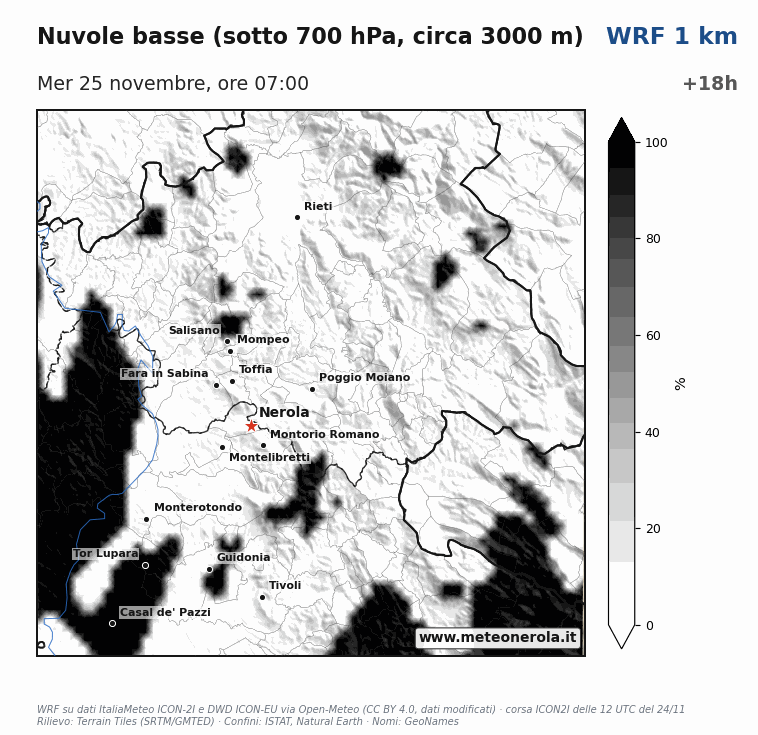 Nuvole basse (sotto 700 hPa, circa 3000 m) WRF 1 km
Mer 25 novembre, ore 07:00 +18h
100
80
60
40
20
0
%
Rieti
Salisano
Mompeo
Fara in Sabina
Toffia
Poggio Moiano
Nerola
Montorio Romano
Montelibretti
Monterotondo
Tor Lupara
Guidonia
Tivoli
Casal de' Pazzi
www.meteonerola.it
WRF su dati ItaliaMeteo ICON-2I e DWD ICON-EU via Open-Meteo (CC BY 4.0, dati modificati) · corsa ICON2I delle 12 UTC del 24/11
Rilievo: Terrain Tiles (SRTM/GMTED) · Confini: ISTAT, Natural Earth · Nomi: GeoNames